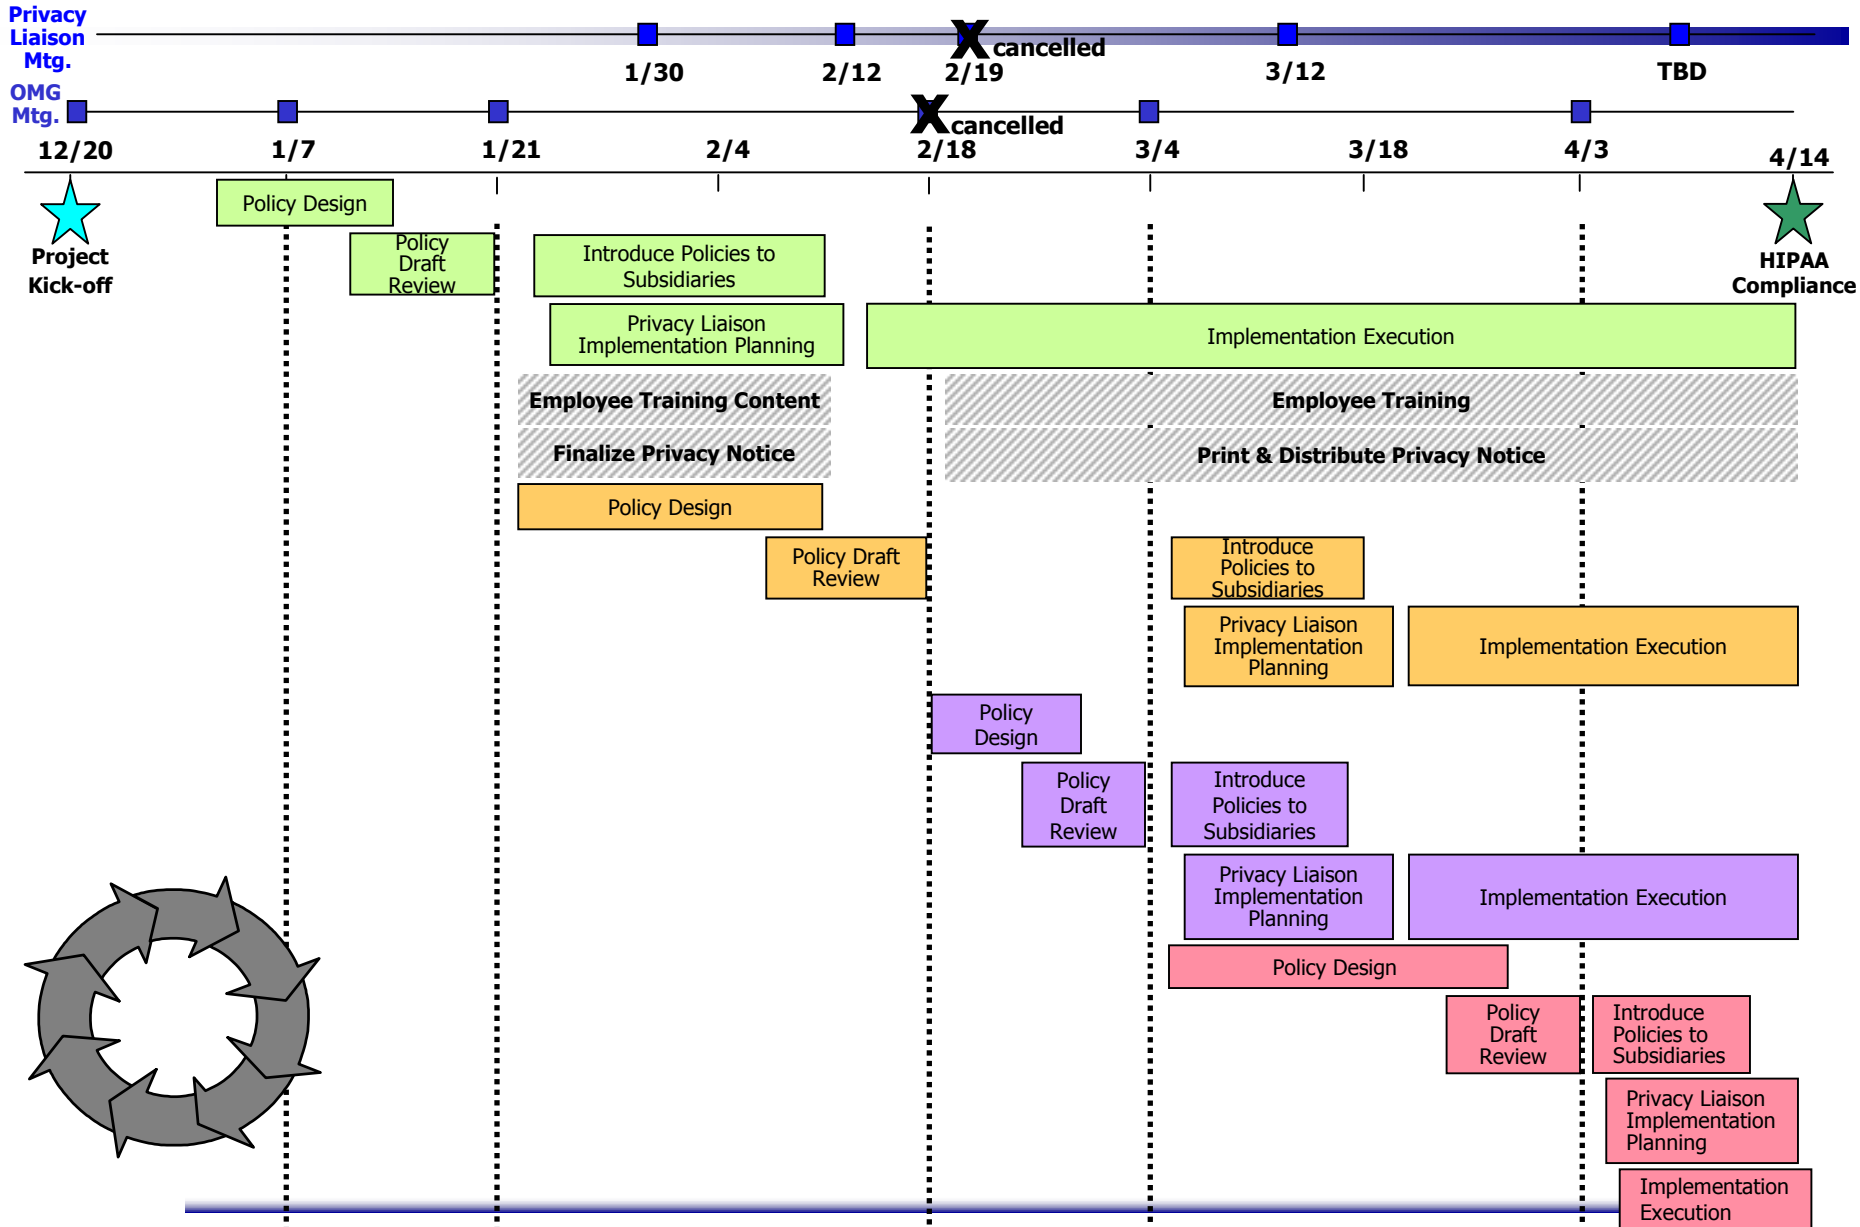 Privacy
Liaison
Mtg.
cancelled
1/30
2/12
2/19
3/12
TBD
OMG
Mtg.
cancelled
12/20
1/7
1/21
2/4
2/18
3/4
3/18
4/3
4/14
Project
Kick-off
HIPAA
Compliance
Policy Design
Policy
Draft
Review
Introduce Policies to
Subsidiaries
Privacy Liaison
Implementation Planning
Implementation Execution
Employee Training Content
Employee Training
Finalize Privacy Notice
Print & Distribute Privacy Notice
Policy Design
Policy Draft
Review
Introduce
Policies to
Subsidiaries
Privacy Liaison
Implementation
Planning
Implementation Execution
Policy
Design
Policy
Draft
Review
Introduce
Policies to
Subsidiaries
Privacy Liaison
Implementation
Planning
Implementation Execution
Policy Design
Policy
Draft
Review
Introduce
Policies to
Subsidiaries
Privacy Liaison
Implementation
Planning
Implementation
Execution